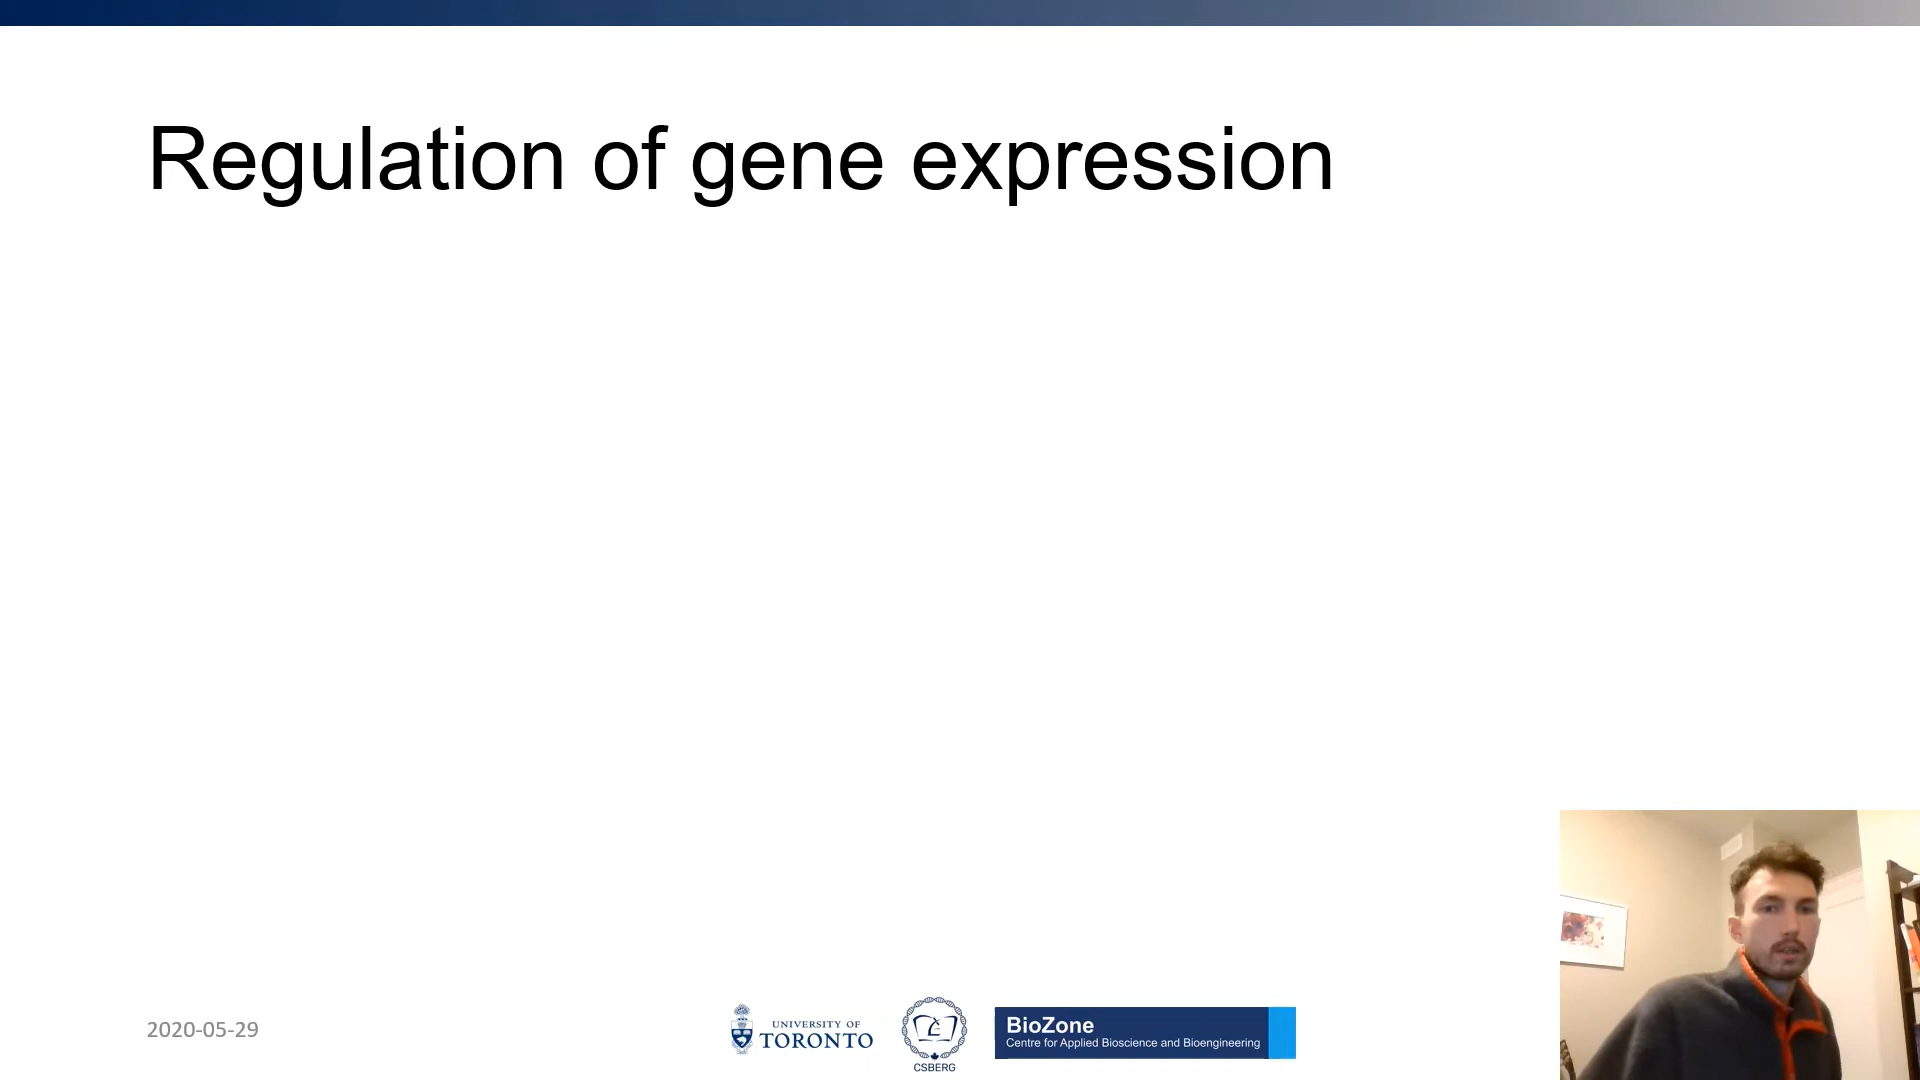 Regulation of gene expression
2020-05-29
UNIVERSITY OF
TORONTO
CSBERG
BioZone
Centre for Applied Bioscience and Bioengineering